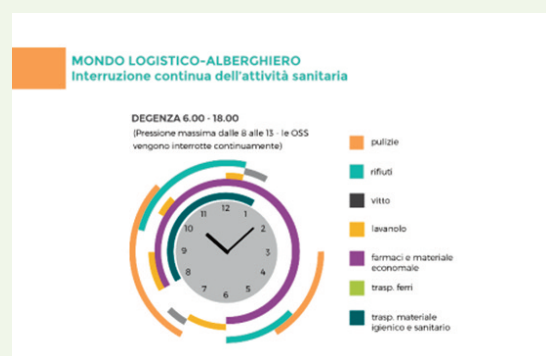 MONDO LOGISTICO-ALBERGHIERO
Interruzione continua dell'attività sanitaria
DEGENZA 6.00 - 18.00
(Pressione massima dalle 8 alle 13 - le OSS
vengono interrotte continuamente)
pulizie
rifiuti
vitto
lavanolo
farmaci e materiale
economale
trasp. ferri
trasp. materiale
igienico e sanitario
12
1
2
3
4
5
6
7
8
9
10
11